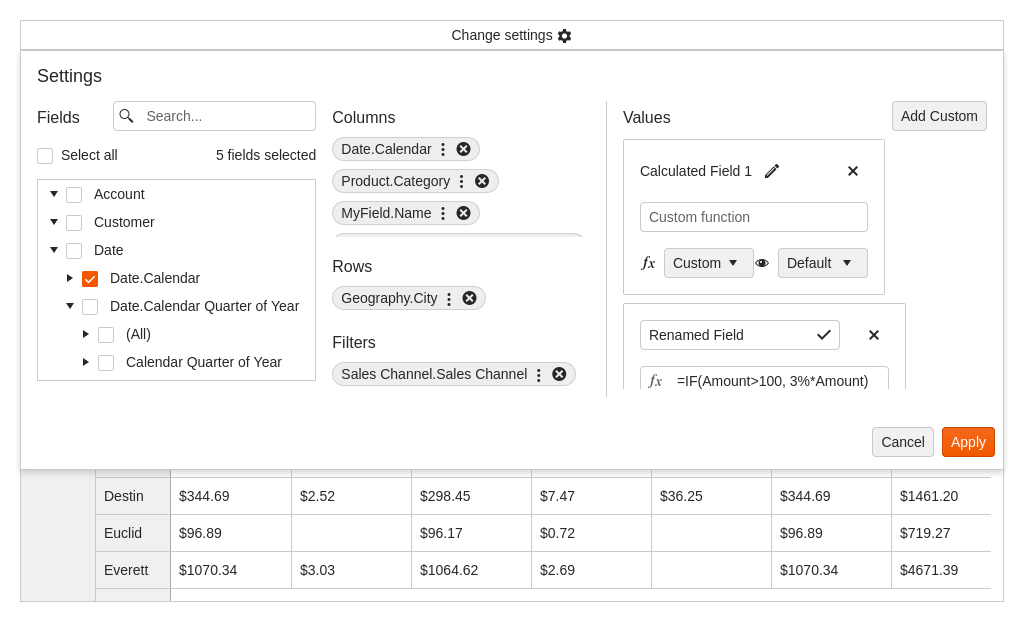 Change settings
Settings
Fields
Search...
Select all
5 fields selected
Account
Customer
Date
Date.Calendar
Date.Calendar Quarter of Year
(All)
Calendar Quarter of Year
Columns
Date.Calendar
Product.Category
MyField.Name
Rows
Geography.City
Filters
Sales Channel.Sales Channel
Values
Add Custom
Calculated Field 1
Custom function
fx Custom Default
Renamed Field
fx =IF(Amount>100, 3%*Amount)
Cancel Apply
Destin $344.69 $2.52 $298.45 $7.47 $36.25 $344.69 $1461.20
Euclid $96.89 $96.17 $0.72 $96.89 $719.27
Everett $1070.34 $3.03 $1064.62 $2.69 $1070.34 $4671.39